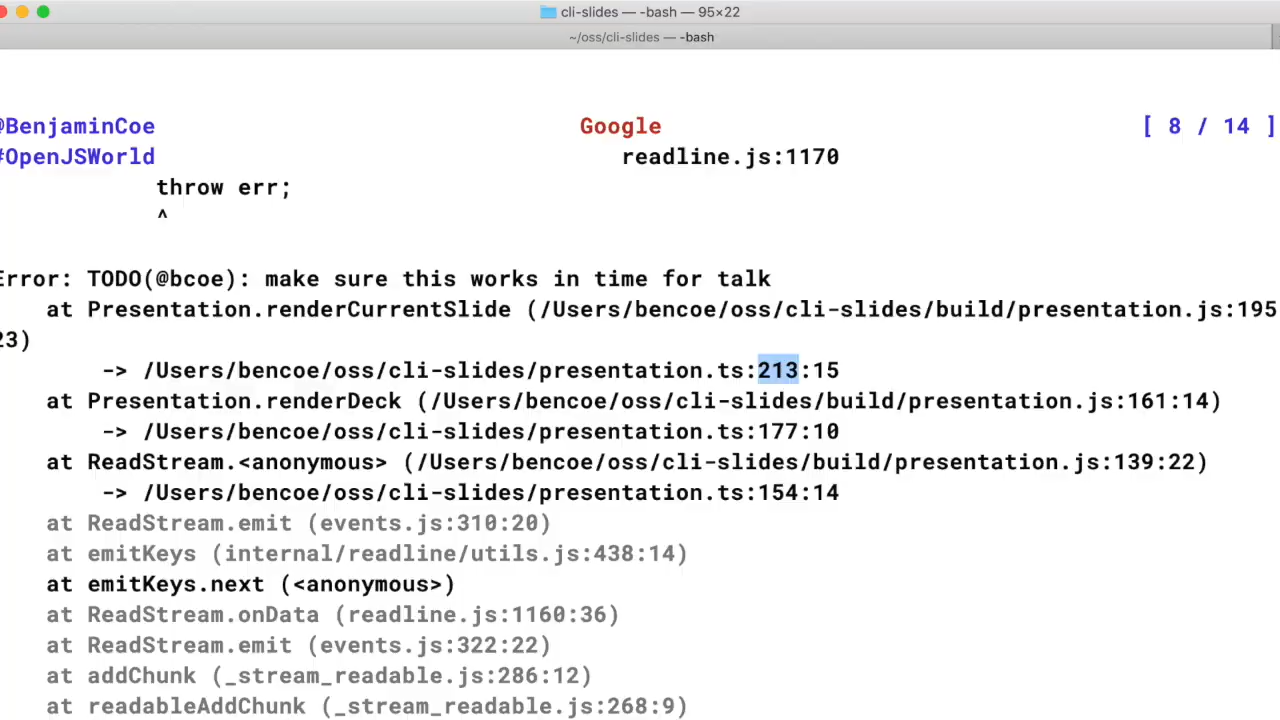 cli-slides — -bash — 95×22
~/oss/cli-slides — -bash
@BenjaminCoe Google [ 8 / 14 ]
#OpenJSWorld readline.js:1170
throw err;
^
Error: TODO(@bcoe): make sure this works in time for talk
at Presentation.renderCurrentSlide (/Users/bencoe/oss/cli-slides/build/presentation.js:195
23)
-> /Users/bencoe/oss/cli-slides/presentation.ts:213:15
at Presentation.renderDeck (/Users/bencoe/oss/cli-slides/build/presentation.js:161:14)
-> /Users/bencoe/oss/cli-slides/presentation.ts:177:10
at ReadStream.<anonymous> (/Users/bencoe/oss/cli-slides/build/presentation.js:139:22)
-> /Users/bencoe/oss/cli-slides/presentation.ts:154:14
at ReadStream.emit (events.js:310:20)
at emitKeys (internal/readline/utils.js:438:14)
at emitKeys.next (<anonymous>)
at ReadStream.onData (readline.js:1160:36)
at ReadStream.emit (events.js:322:22)
at addChunk (_stream_readable.js:286:12)
at readableAddChunk (_stream_readable.js:268:9)